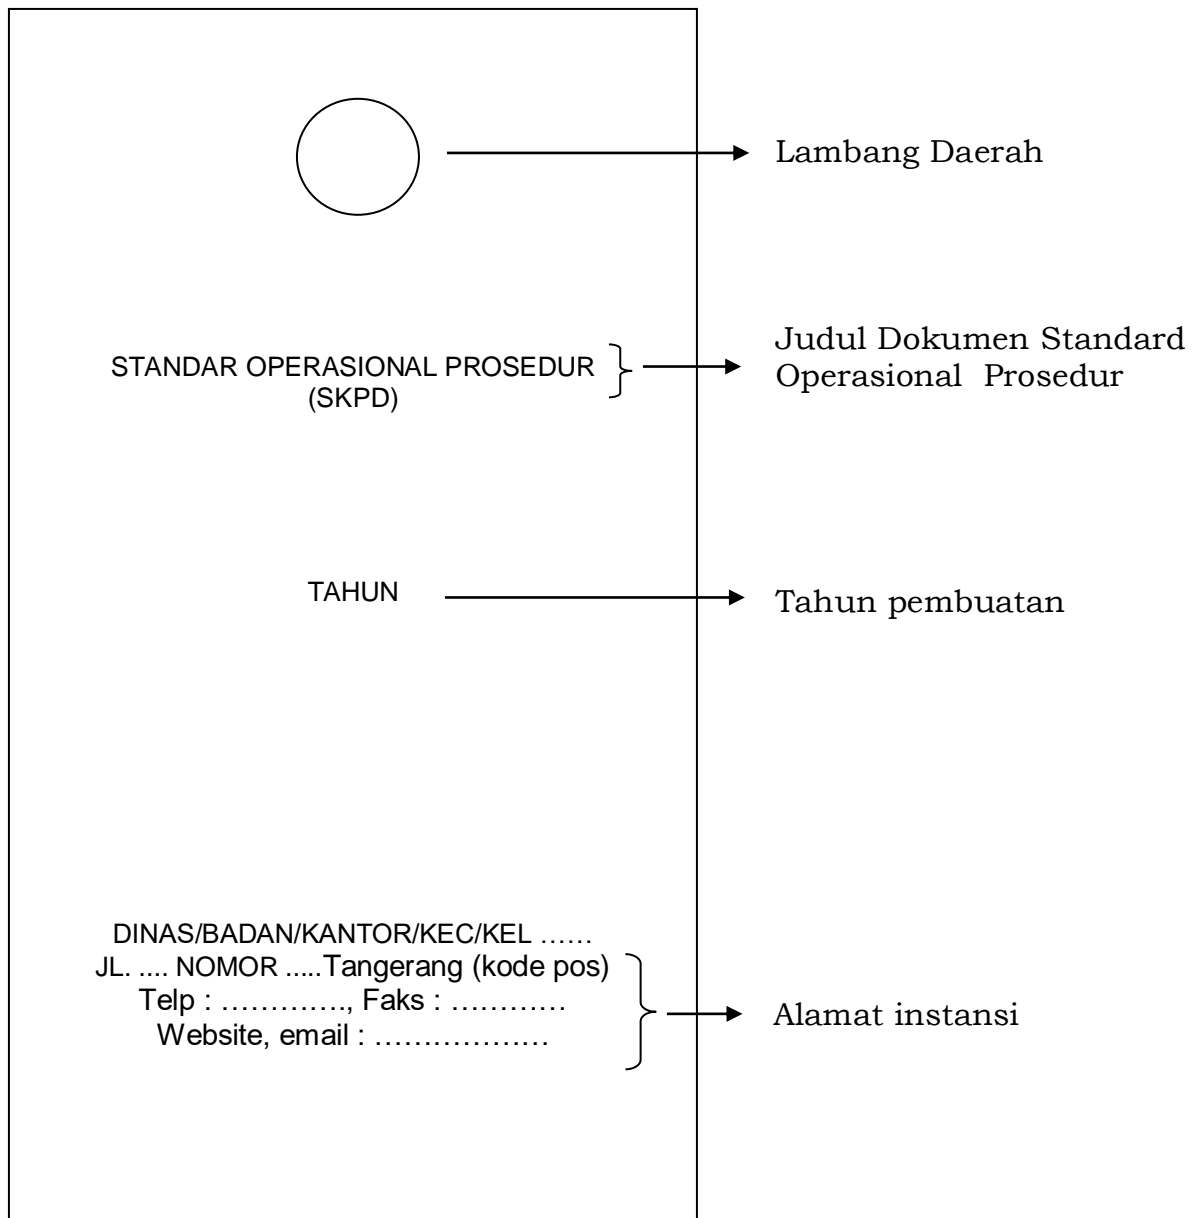 Lambang Daerah
STANDAR OPERASIONAL PROSEDUR
(SKPD)
Judul Dokumen Standard
Operasional Prosedur
TAHUN
Tahun pembuatan
DINAS/BADAN/KANTOR/KEC/KEL ......
JL. .... NOMOR .....Tangerang (kode pos)
Telp : ............., Faks : ............
Website, email : ..................
Alamat instansi